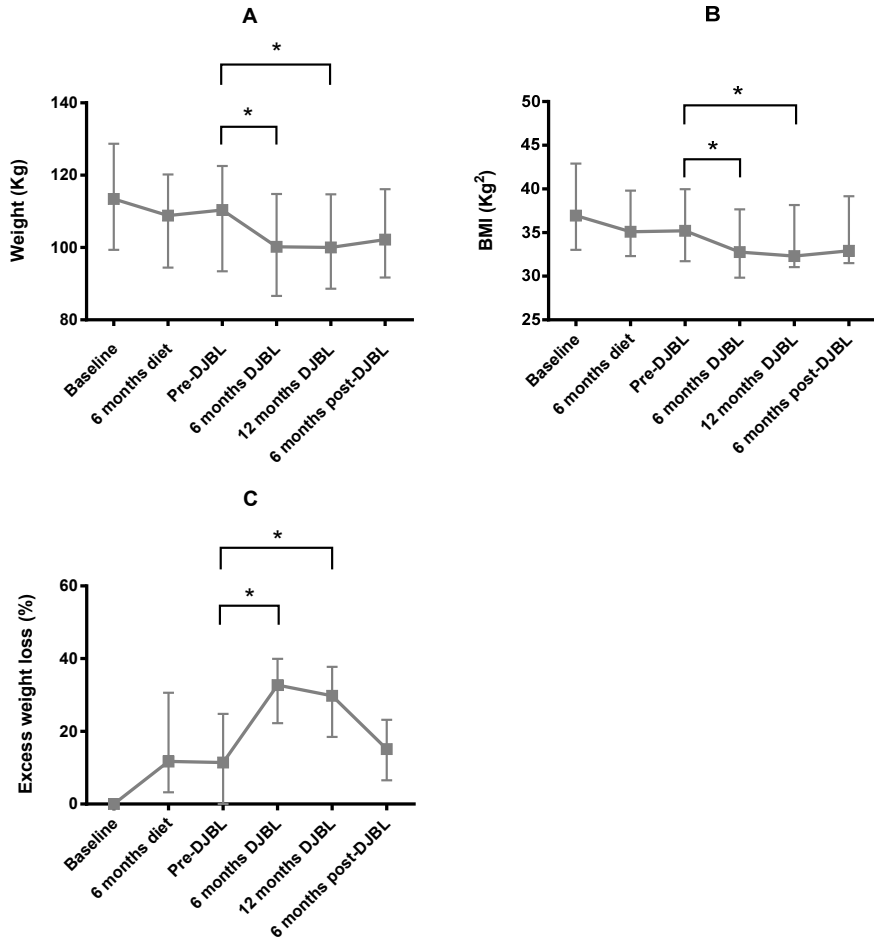 A
*
*
140
120
100
80
Weight (Kg)
Baseline
6 months diet
Pre-DJBL
6 months DJBL
12 months DJBL
6 months post-DJBL
B
*
*
50
45
40
35
30
25
BMI (Kg²)
Baseline
6 months diet
Pre-DJBL
6 months DJBL
12 months DJBL
6 months post-DJBL
C
*
*
60
40
20
0
Excess weight loss (%)
Baseline
6 months diet
Pre-DJBL
6 months DJBL
12 months DJBL
6 months post-DJBL